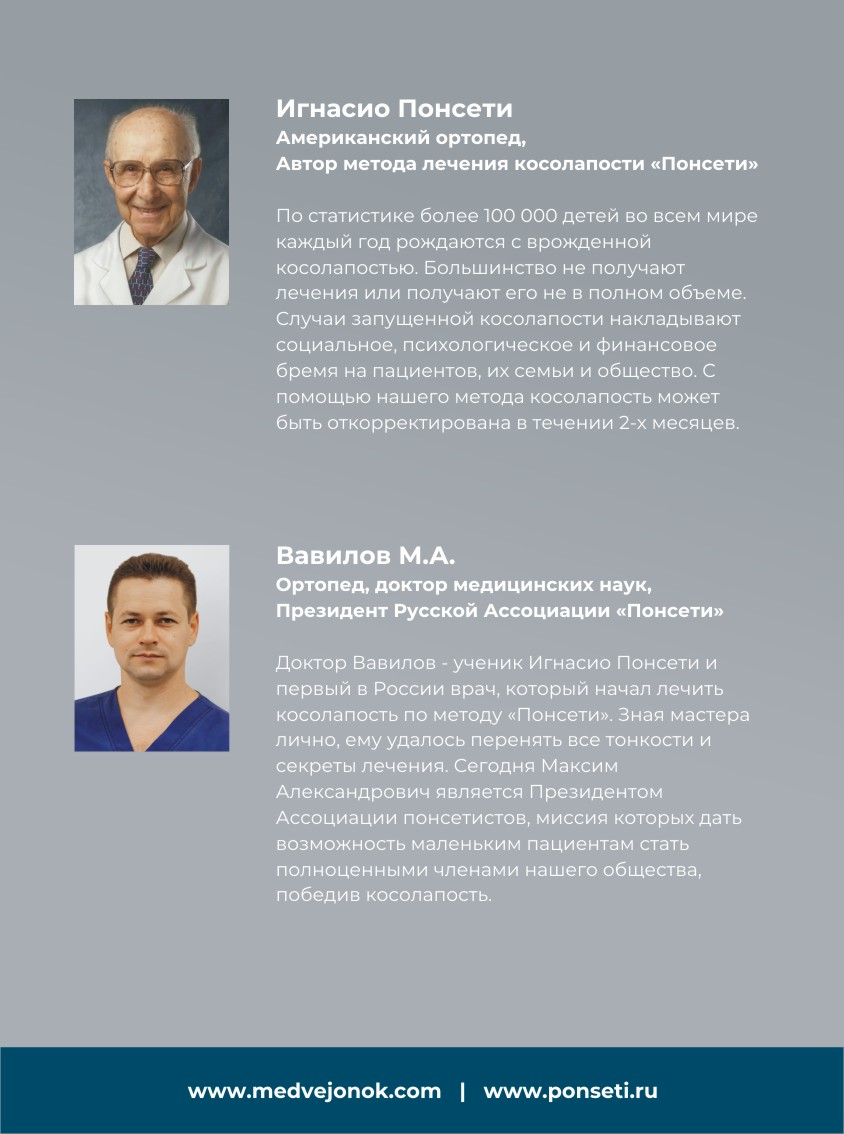 Игнасио Понсети
Американский ортопед,
Автор метода лечения косолапости «Понсети»
По статистике более 100 000 детей во всем мире
каждый год рождаются с врожденной
косолапостью. Большинство не получают
лечения или получают его не в полном объеме.
Случаи запущенной косолапости накладывают
социальное, психологическое и финансовое
бремя на пациентов, их семьи и общество. С
помощью нашего метода косолапость может
быть откорректирована в течении 2-х месяцев.
Вавилов М.А.
Ортопед, доктор медицинских наук,
Президент Русской Ассоциации «Понсети»
Доктор Вавилов - ученик Игнасио Понсети и
первый в России врач, который начал лечить
косолапость по методу «Понсети». Зная мастера
лично, ему удалось перенять все тонкости и
секреты лечения. Сегодня Максим
Александрович является Президентом
Ассоциации понсетистов, миссия которых дать
возможность маленьким пациентам стать
полноценными членами нашего общества,
победив косолапость.
www.medvejonok.com | www.ponseti.ru